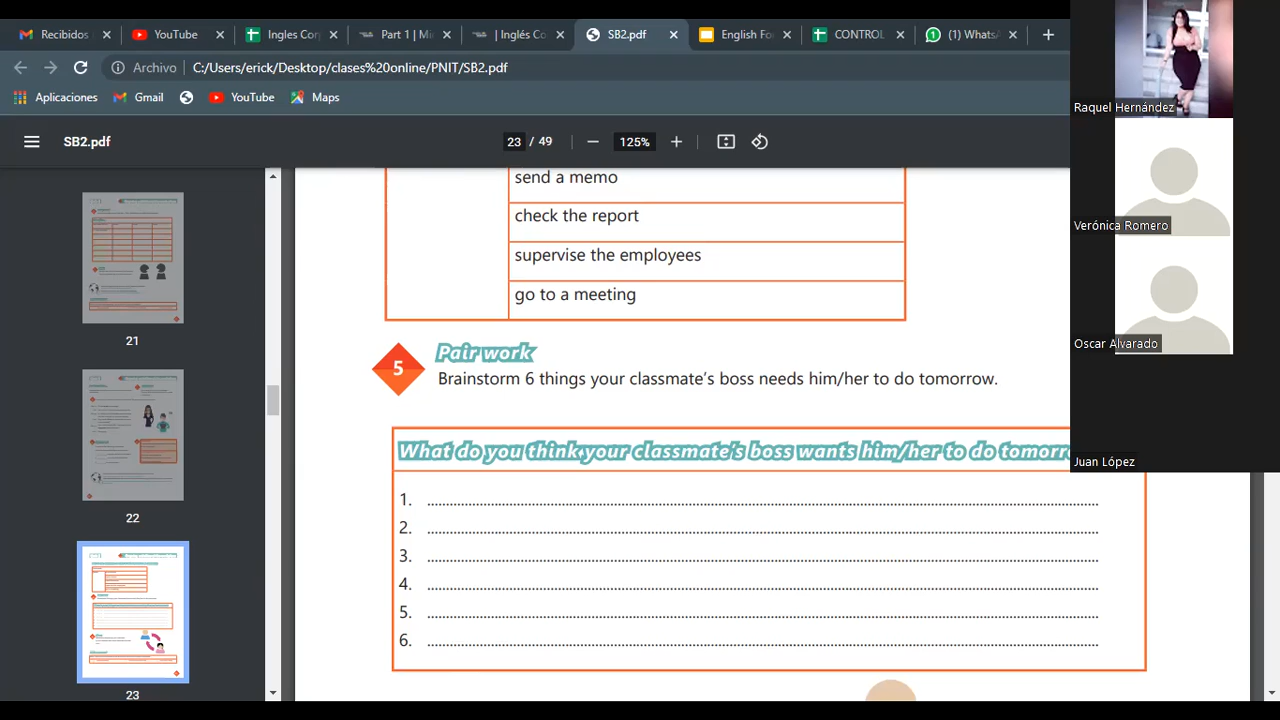 Recibidos
YouTube
Ingles Cor
Part 1 | Mi
| Inglés Co
SB2.pdf
English Fo
CONTROL
(1) Whats
Archivo
C:/Users/erick/Desktop/clases%20online/PNIT/SB2.pdf
Aplicaciones
Gmail
YouTube
Maps
SB2.pdf
23 / 49
125%
21
22
23
send a memo
check the report
supervise the employees
go to a meeting
5
Pair work
Brainstorm 6 things your classmate's boss needs him/her to do tomorrow.
What do you think your classmate's boss wants him/her to do tomorro
1.
2.
3.
4.
5.
6.
Raquel Hernández
Verónica Romero
Oscar Alvarado
Juan López